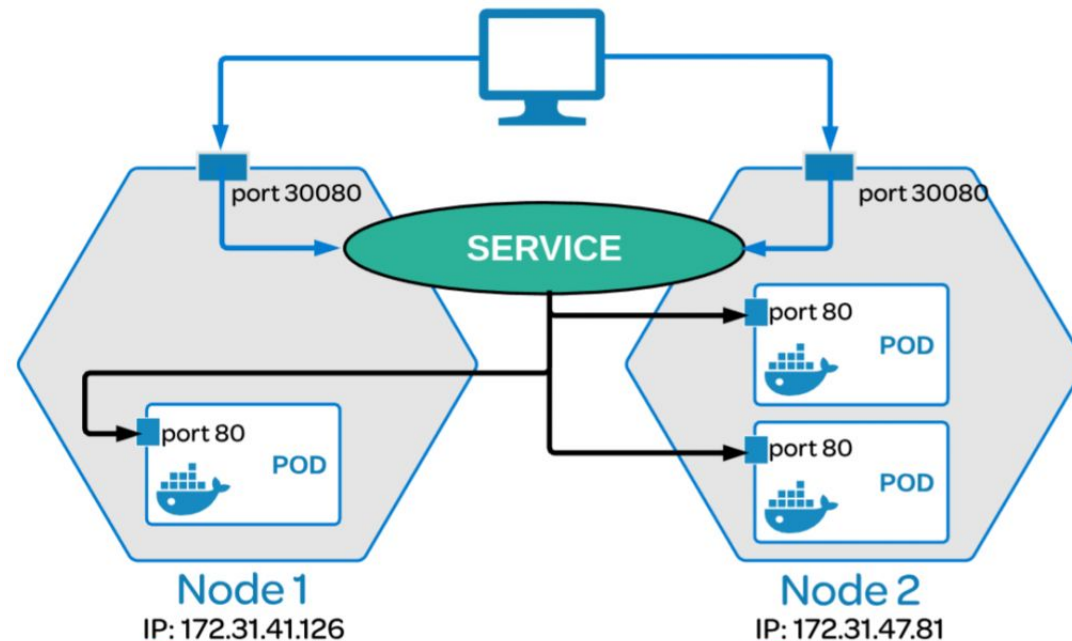 port 30080
port 30080
SERVICE
port 80
POD
port 80
POD
port 80
POD
Node 1
IP: 172.31.41.126
Node 2
IP: 172.31.47.81